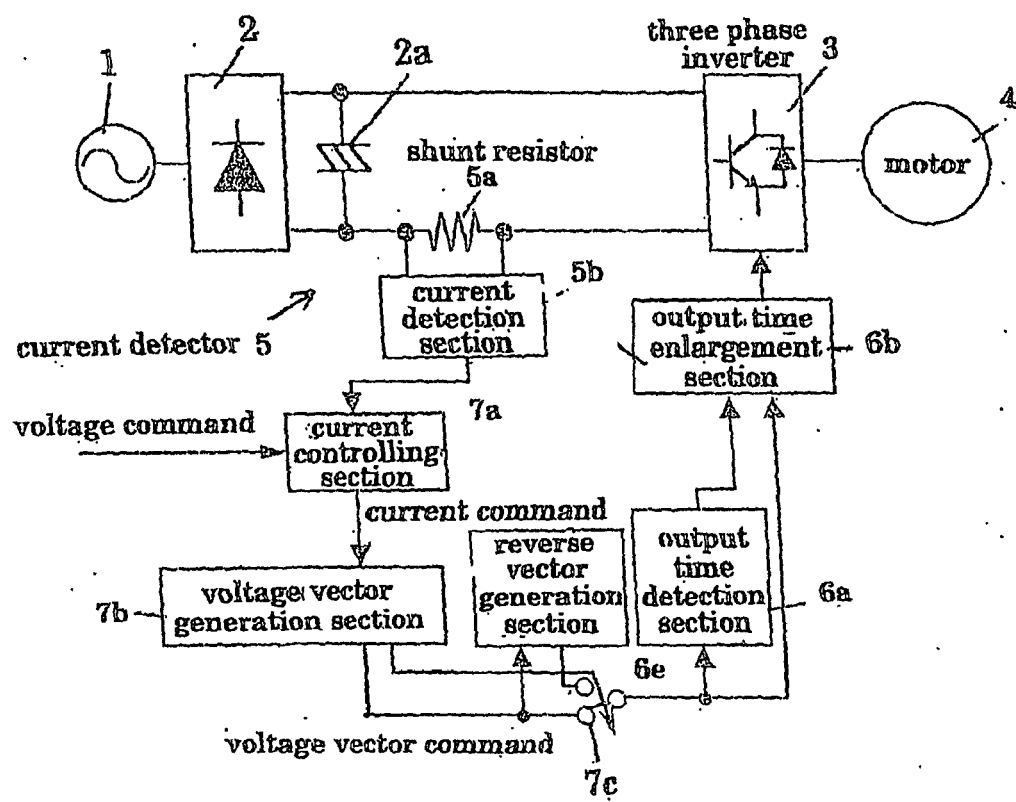 1
2
2a
three phase
inverter
3
4
motor
shunt resistor
5a
5b
current
detection
section
current detector 5
output time
enlargement
section
6b
7a
voltage command
current
controlling
section
current command
reverse
vector
generation
section
output
time
detection
section
6a
7b
voltage vector
generation section
6e
voltage vector command
7c